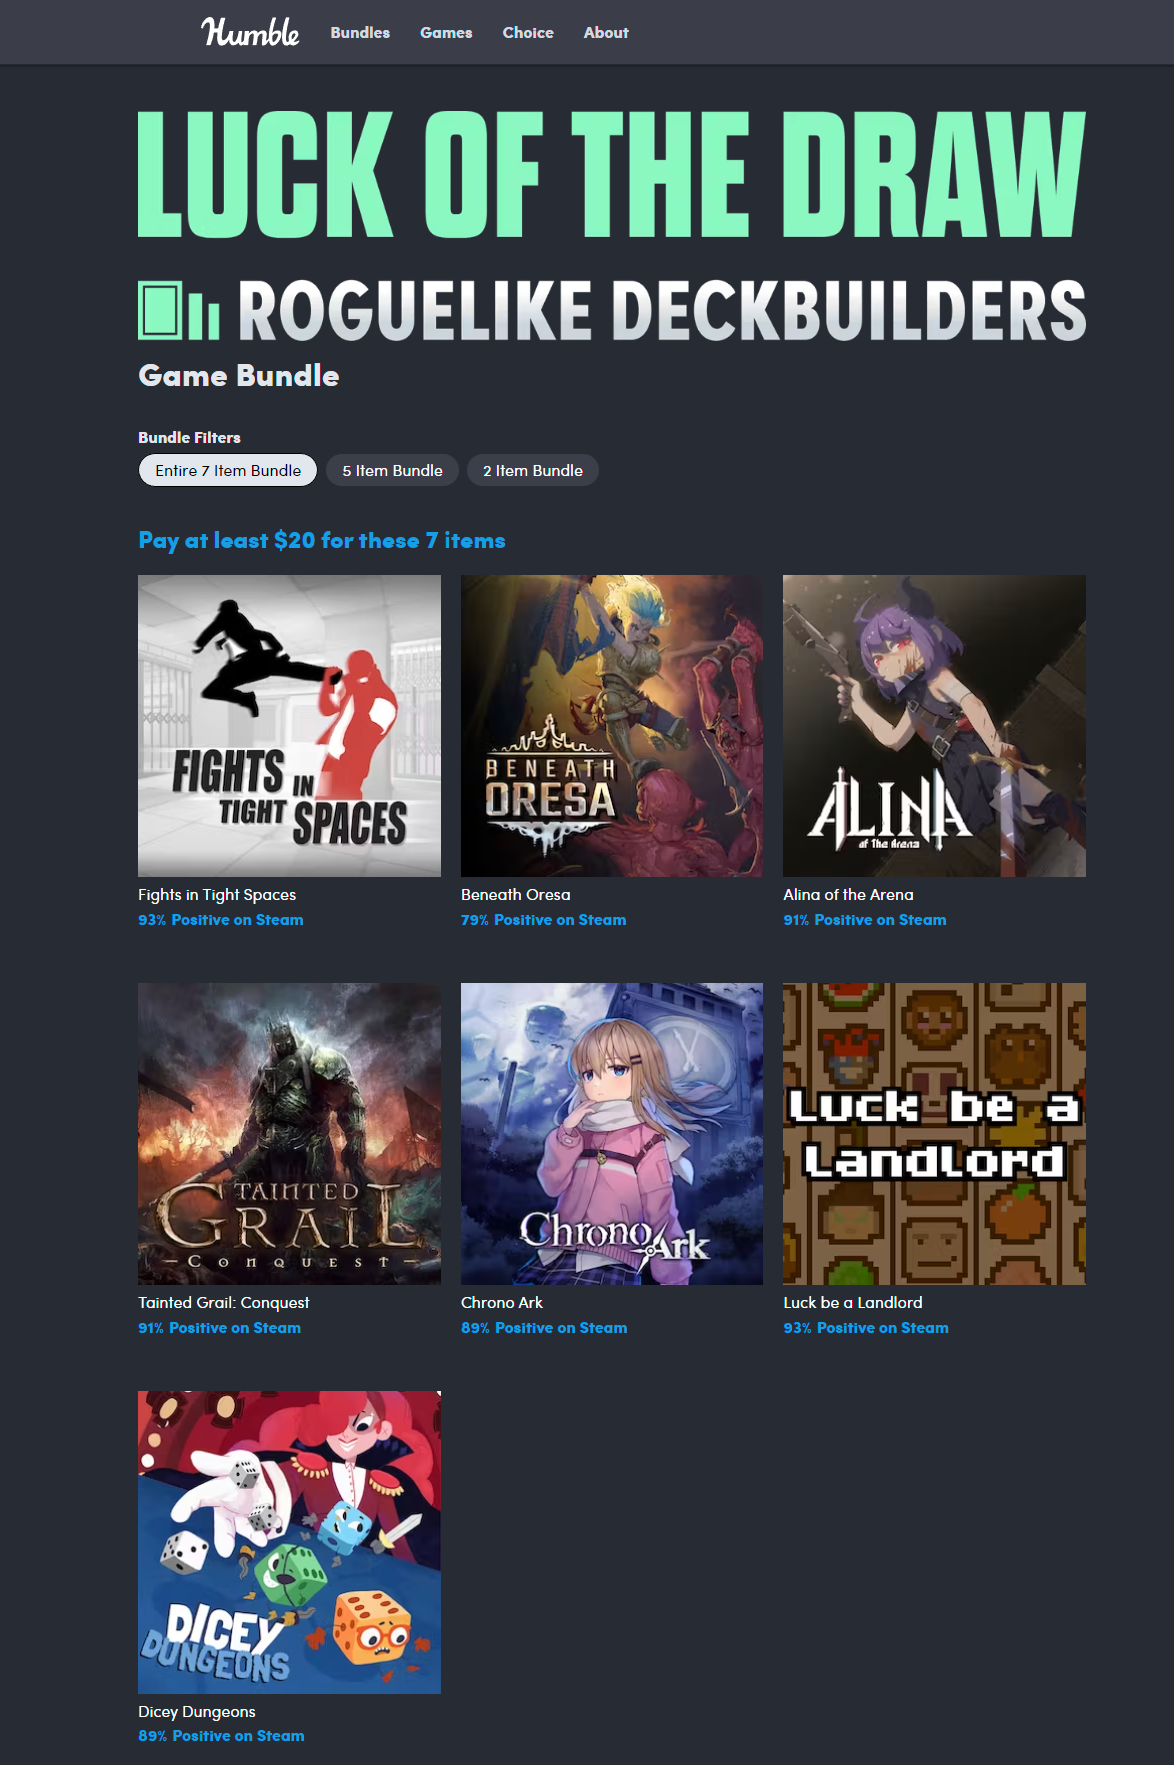 Humble Bundles Games Choice About
LUCK OF THE DRAW
ROGUELIKE DECKBUILDERS
Game Bundle
Bundle Filters
Entire 7 Item Bundle 5 Item Bundle 2 Item Bundle
Pay at least $20 for these 7 items
FIGHTS IN
TIGHT SPACES
BENEATH
ORESA
ALINA
of The Arena
Fights in Tight Spaces
93% Positive on Steam
Beneath Oresa
79% Positive on Steam
Alina of the Arena
91% Positive on Steam
TAINTED
GRAIL
CONQUEST
Chrono Ark
Luck be a
Landlord
Tainted Grail: Conquest
91% Positive on Steam
Chrono Ark
89% Positive on Steam
Luck be a Landlord
93% Positive on Steam
DICEY
DUNGEONS
Dicey Dungeons
89% Positive on Steam